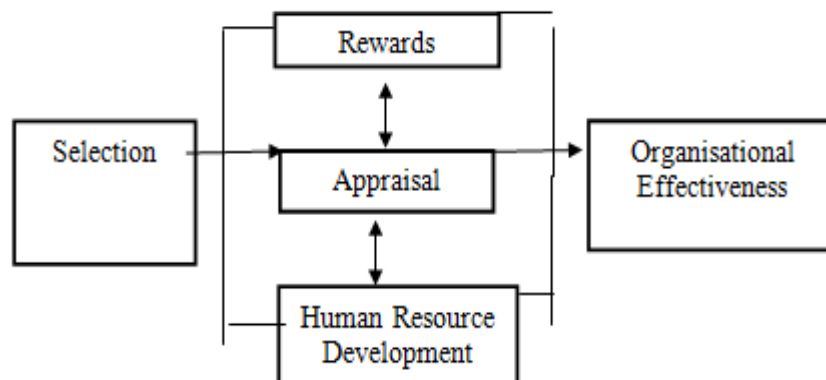 Rewards
Selection
Appraisal
Organisational
Effectiveness
Human Resource
Development